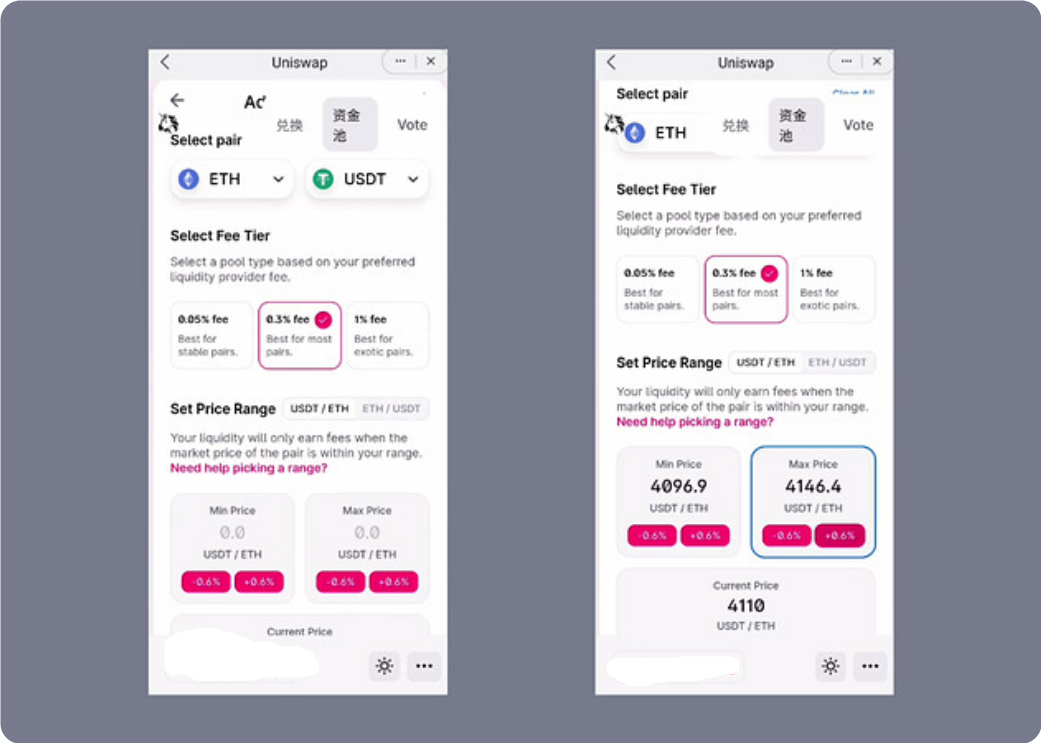 Uniswap
Ad
兑换
资金
池
Vote
Select pair
ETH
USDT
Select Fee Tier
Select a pool type based on your preferred
liquidity provider fee.
0.05% fee
Best for
stable pairs.
0.3% fee
Best for most
pairs.
1% fee
Best for
exotic pairs.
Set Price Range USDT / ETH ETH / USDT
Your liquidity will only earn fees when the
market price of the pair is within your range.
Need help picking a range?
Min Price
0.0
USDT / ETH
-0.6% +0.6%
Max Price
0.0
USDT / ETH
-0.6% +0.6%
Current Price
Uniswap
Select pair
ETH
兑换
资金
池
Vote
Select Fee Tier
Select a pool type based on your preferred
liquidity provider fee.
0.05% fee
Best for
stable pairs.
0.3% fee
Best for most
pairs.
1% fee
Best for
exotic pairs.
Set Price Range USDT / ETH ETH / USDT
Your liquidity will only earn fees when the
market price of the pair is within your range.
Need help picking a range?
Min Price
4096.9
USDT / ETH
-0.6% +0.6%
Max Price
4146.4
USDT / ETH
-0.6% +0.6%
Current Price
4110
USDT / ETH